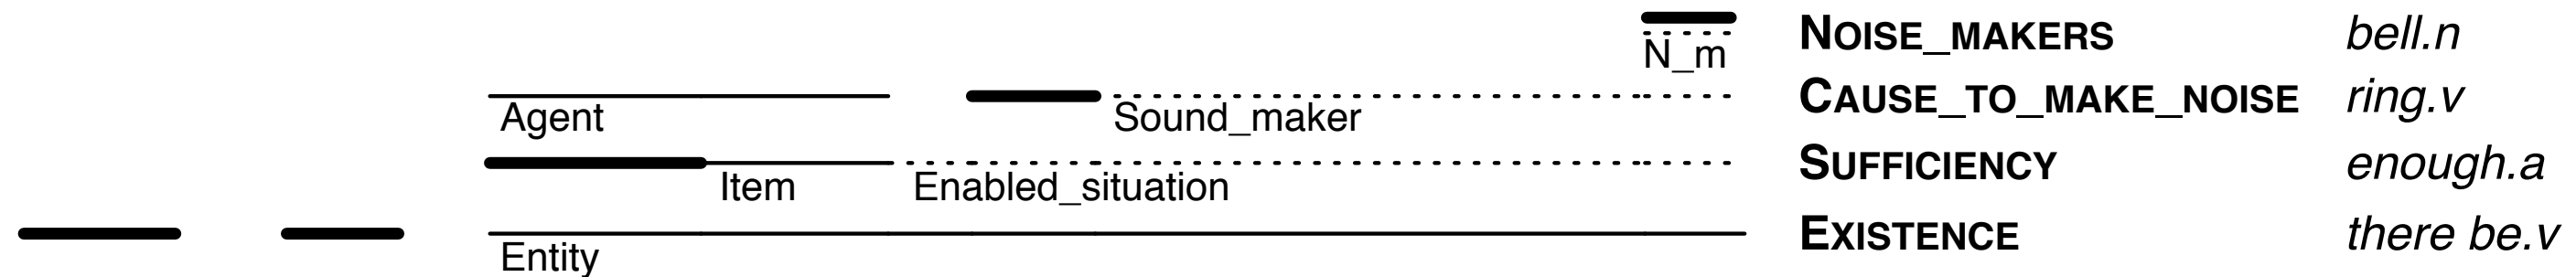 NOISE_MAKERS bell.n
N_m
CAUSE_TO_MAKE_NOISE ring.v
Agent Sound_maker
SUFFICIENCY enough.a
Item Enabled_situation
EXISTENCE there be.v
Entity